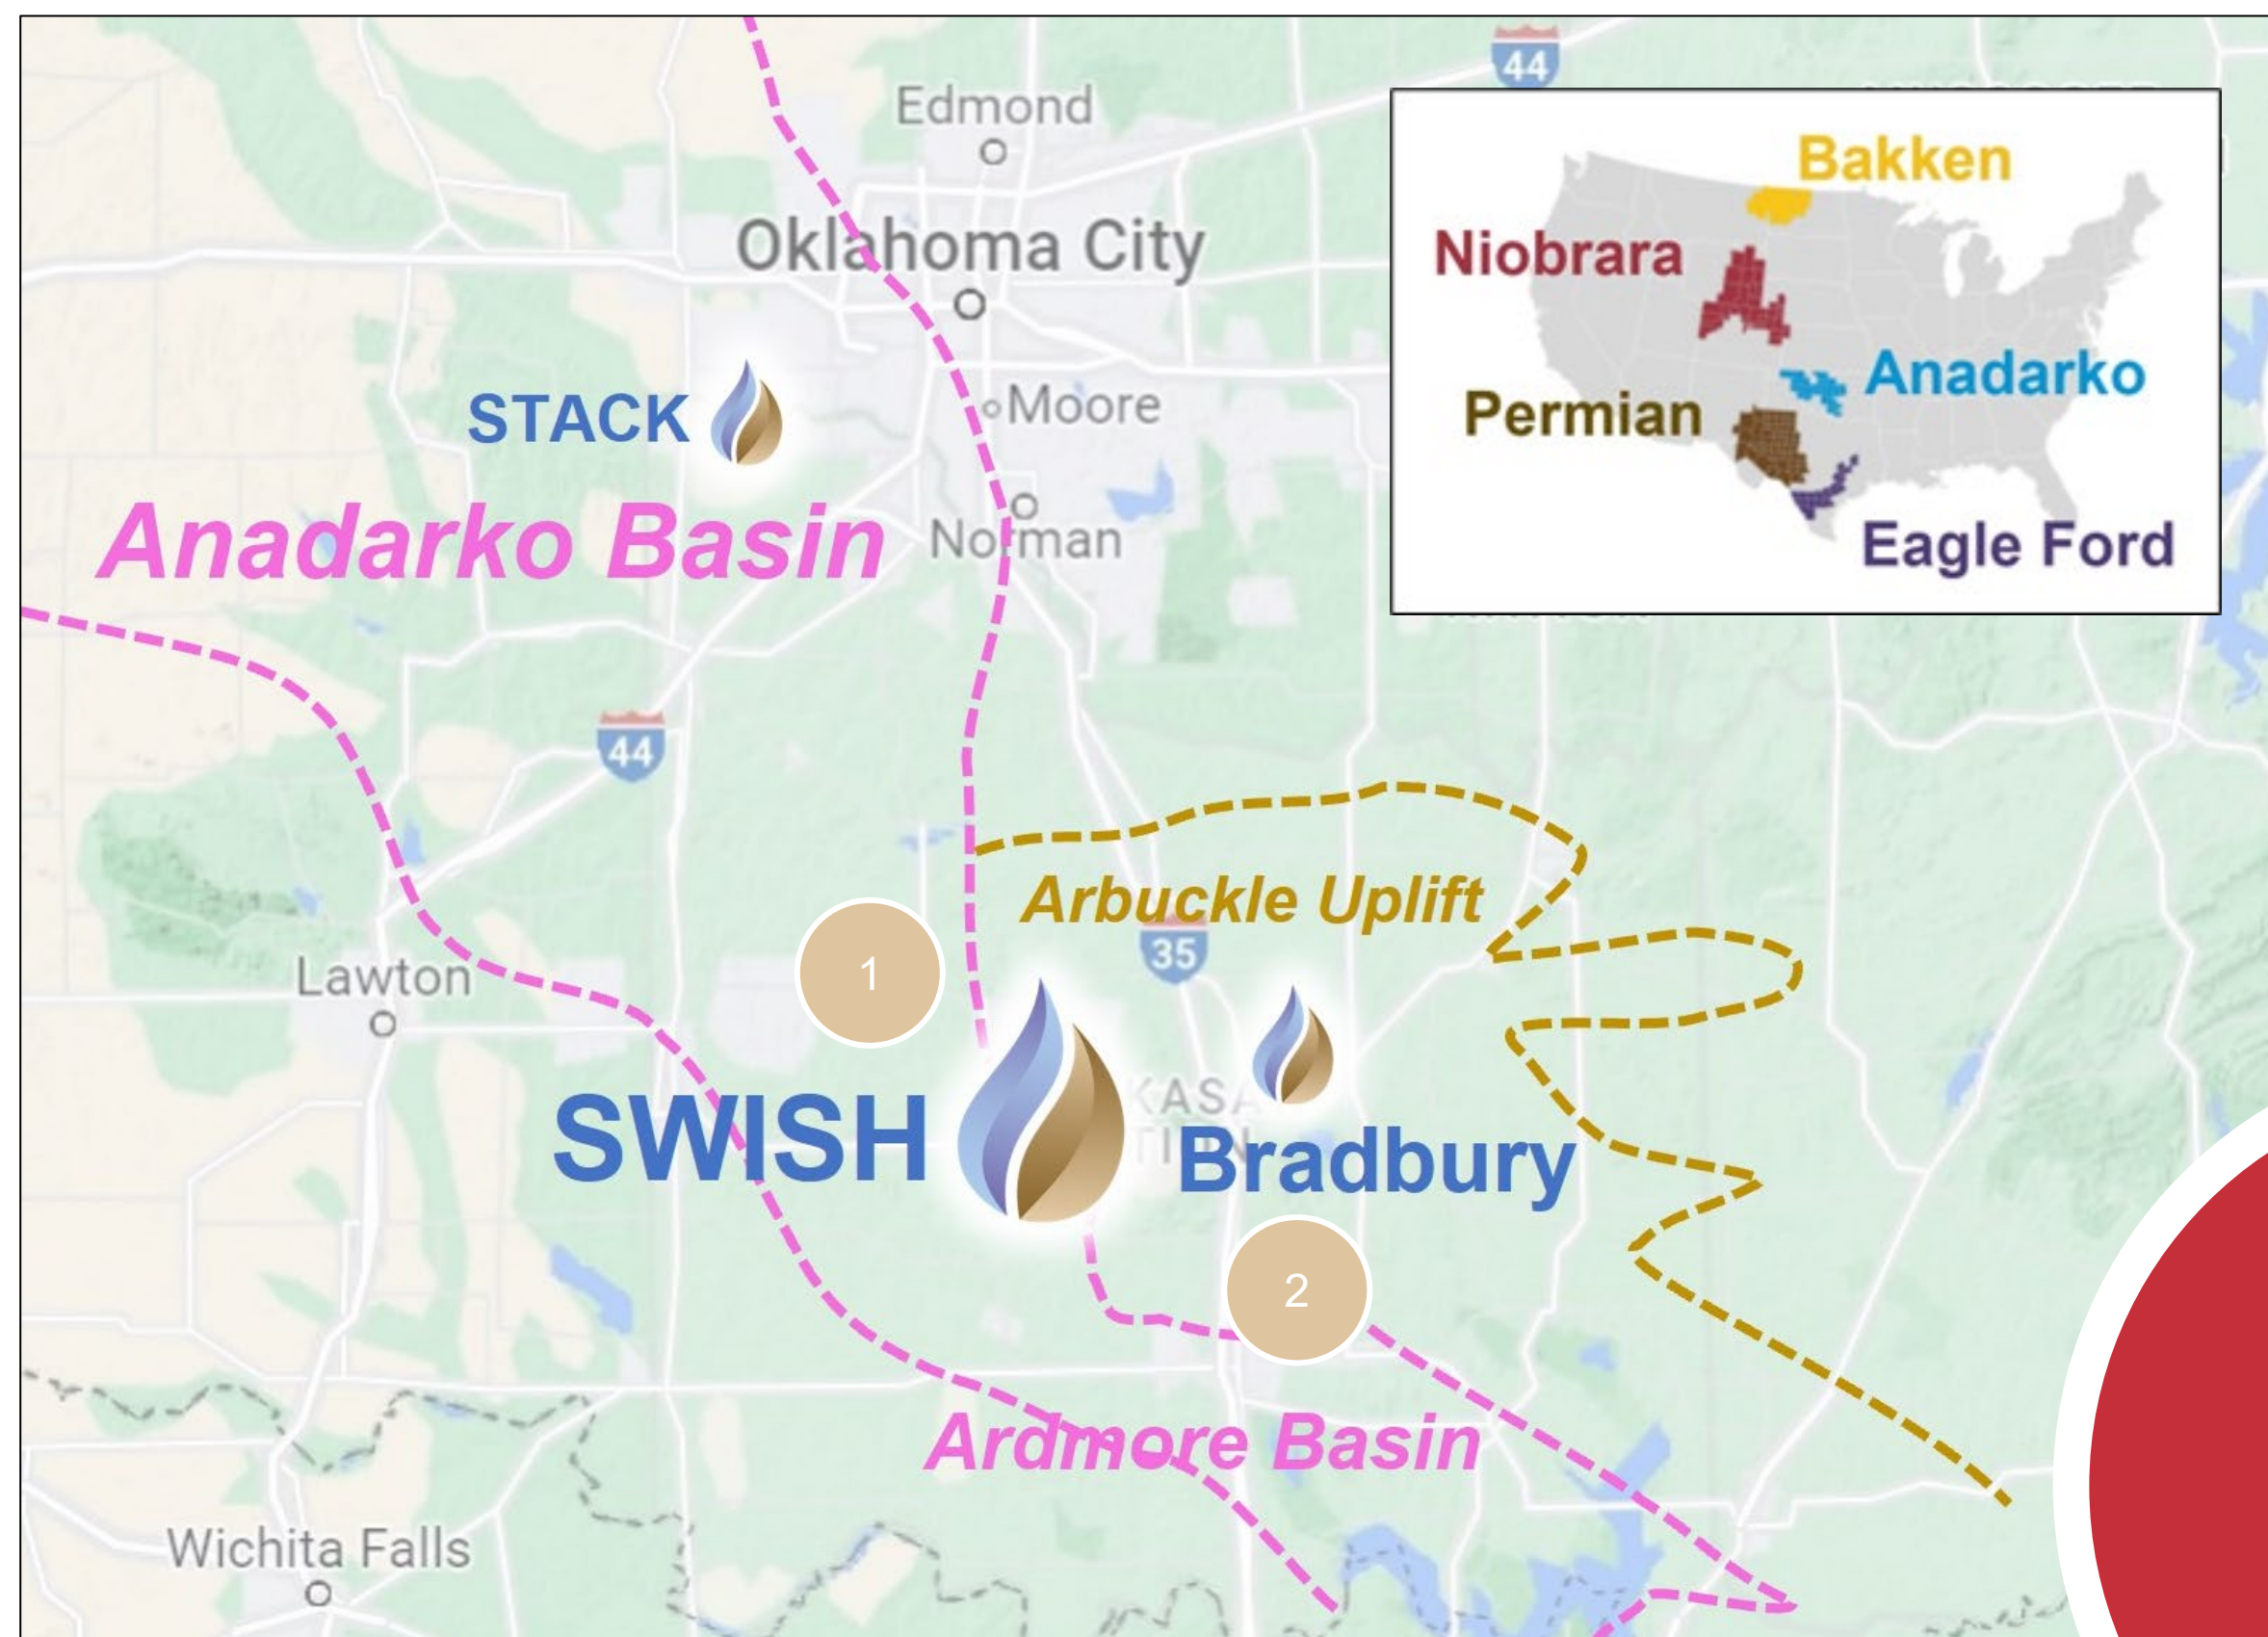 44
Edmond
Bakken
Oklahoma City
Niobrara
Anadarko
STACK
Moore
Permian
Anadarko Basin
Norman
Eagle Ford
44
Arbuckle Uplift
35
1
Lawton
SWISH
Bradbury
2
Ardmore Basin
Wichita Falls